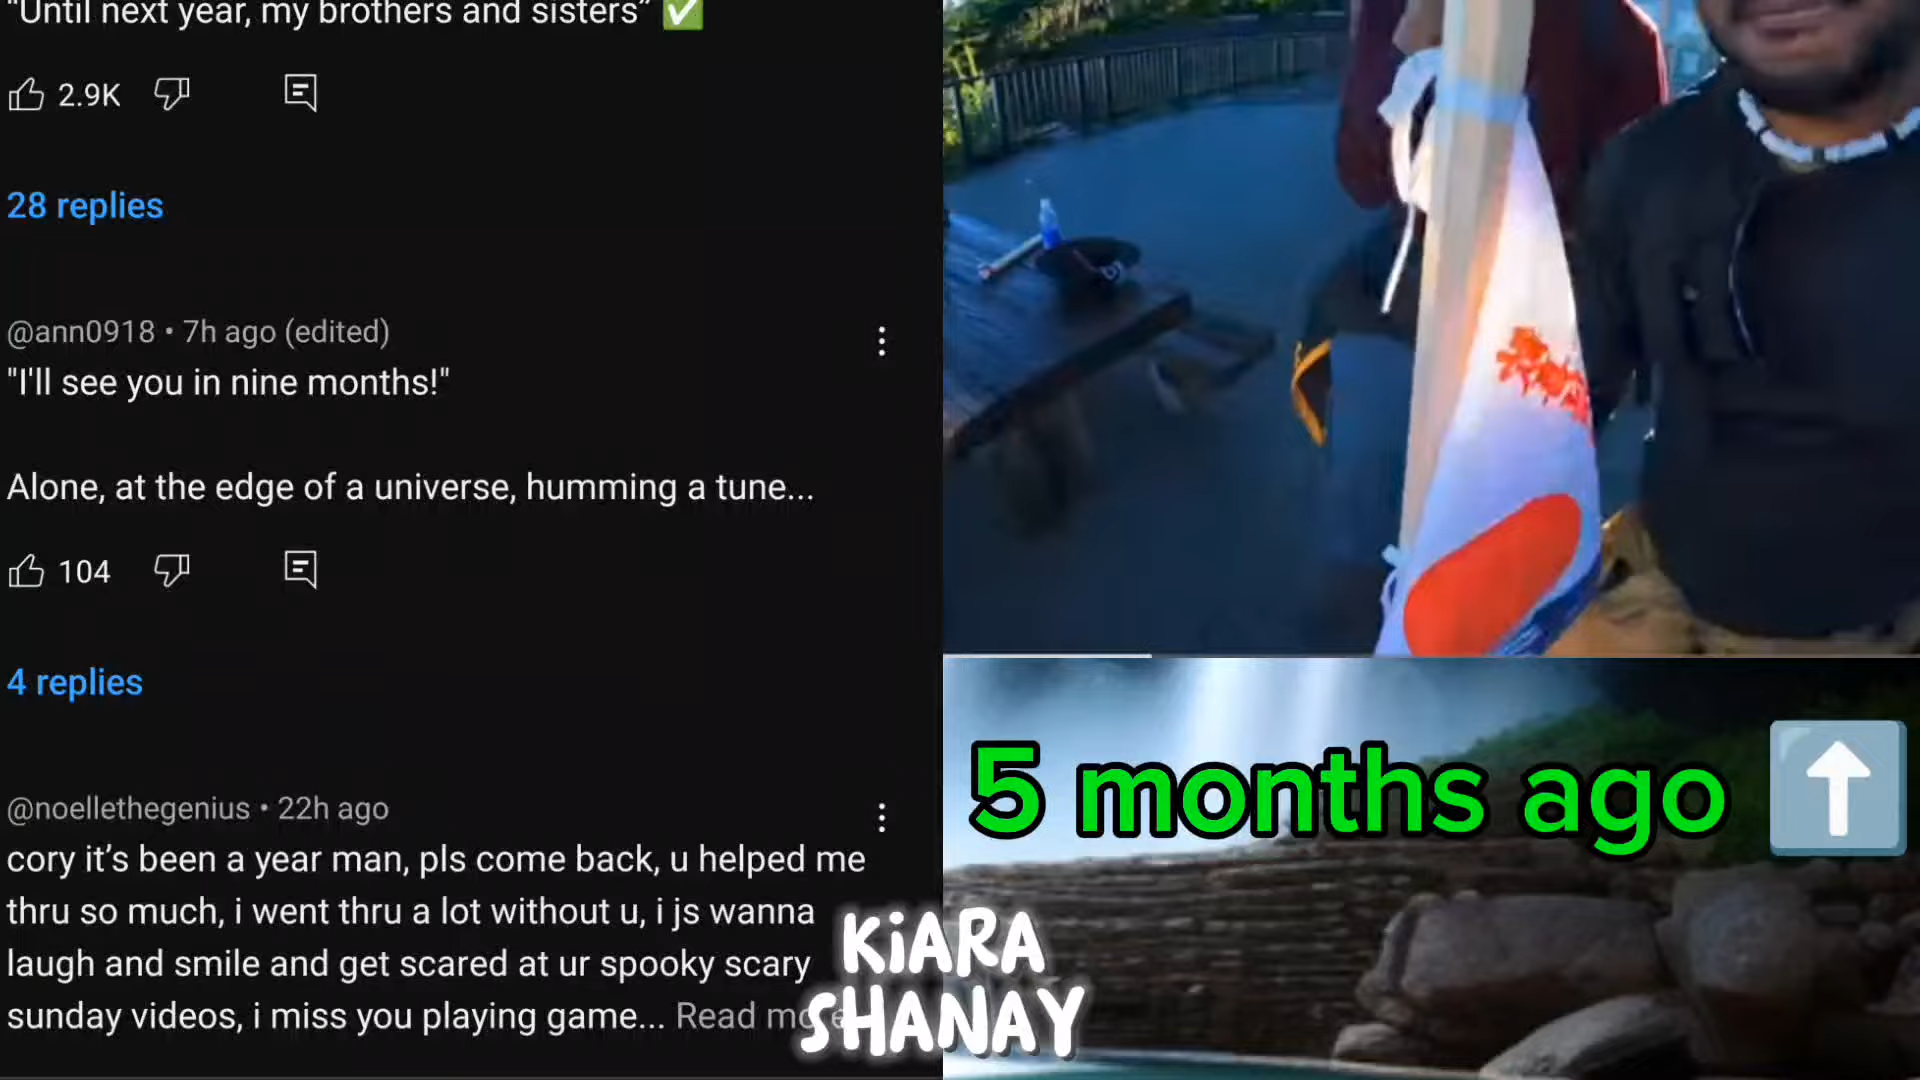 "Until next year, my brothers and sisters" ✅
2.9K
28 replies
@ann0918 • 7h ago (edited)
"I'll see you in nine months!"
Alone, at the edge of a universe, humming a tune...
104
4 replies
@noellethegenius • 22h ago
cory it's been a year man, pls come back, u helped me
thru so much, i went thru a lot without u, i js wanna
laugh and smile and get scared at ur spooky scary
sunday videos, i miss you playing game... Read more
5 months ago
KiARA
SHANAY